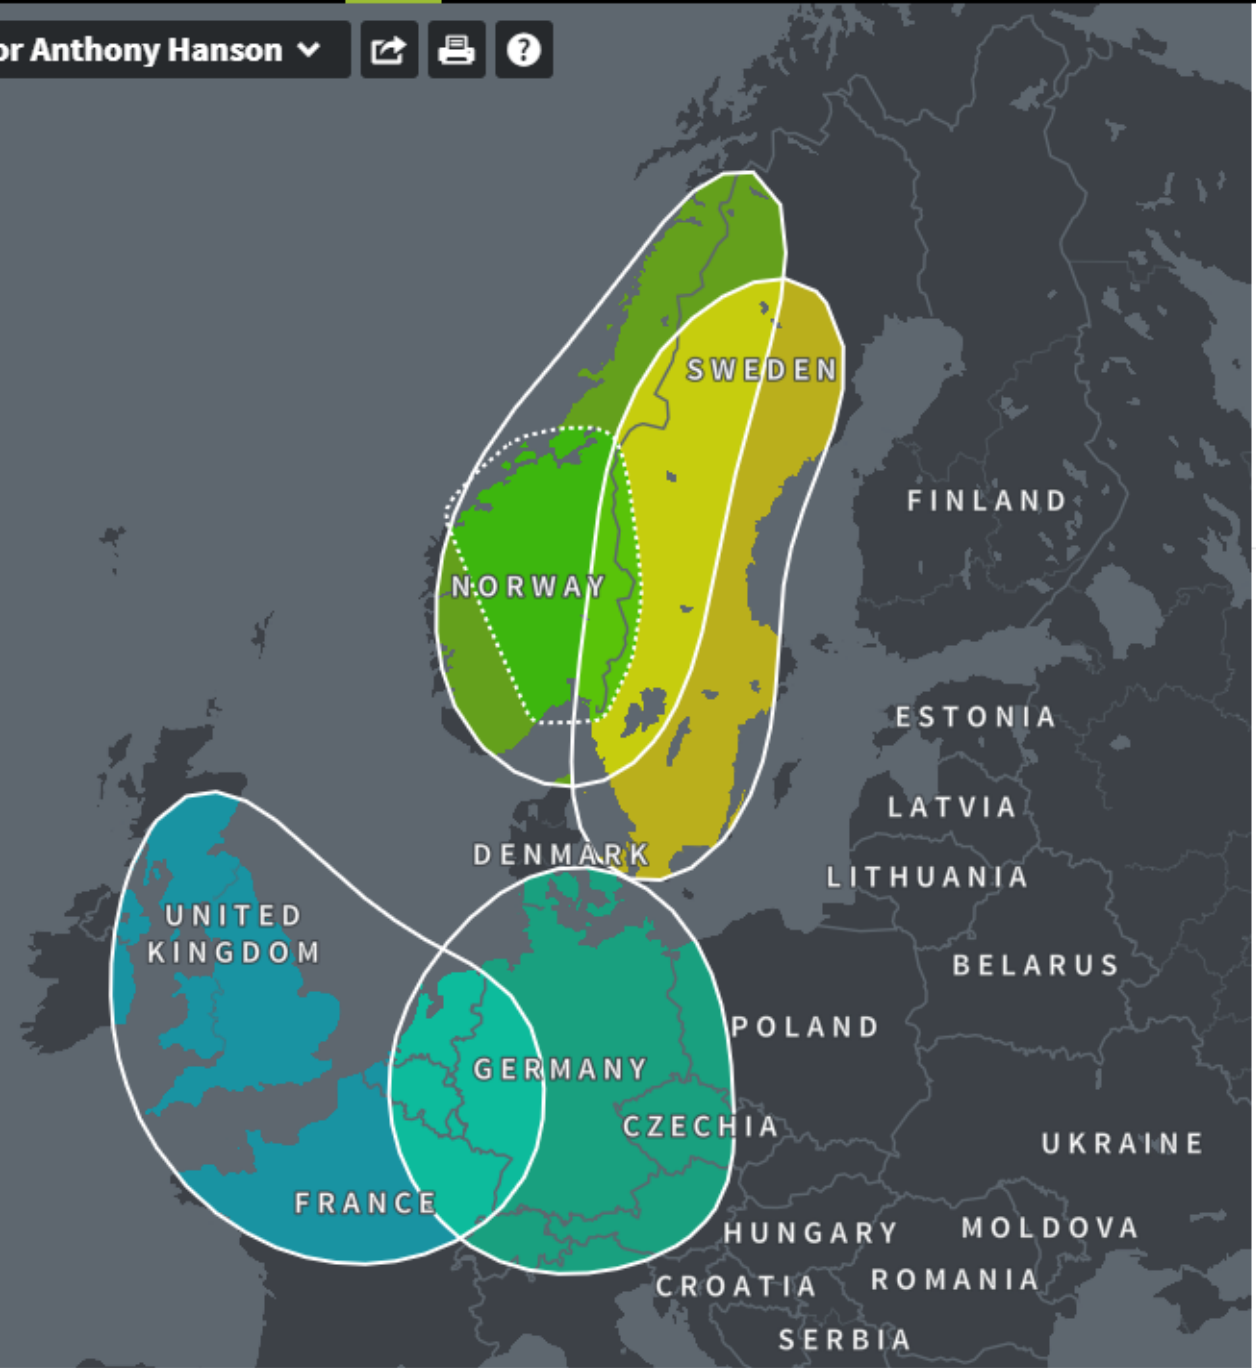 or Anthony Hanson
?
SWEDEN
FINLAND
NORWAY
ESTONIA
LATVIA
DENMARK
LITHUANIA
UNITED
KINGDOM
BELARUS
POLAND
GERMANY
CZECHIA
UKRAINE
FRANCE
HUNGARY
MOLDOVA
CROATIA
ROMANIA
SERBIA